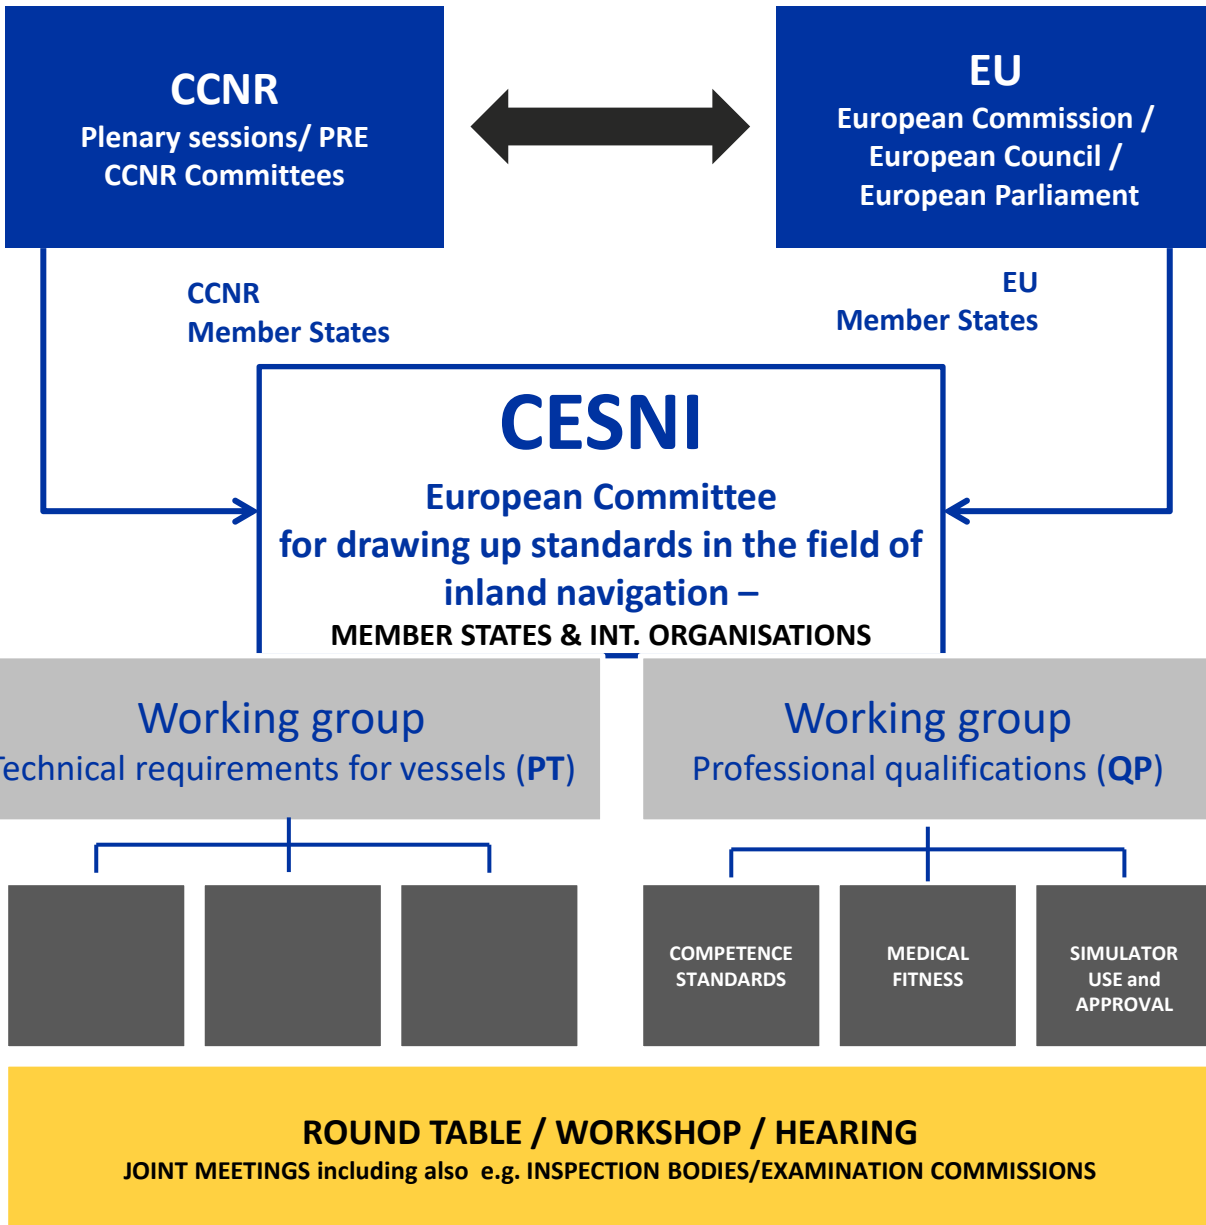 CCNR
Plenary sessions/ PRE
CCNR Committees
EU
European Commission /
European Council /
European Parliament
CCNR
Member States
EU
Member States
CESNI
European Committee
for drawing up standards in the field of
inland navigation –
MEMBER STATES & INT. ORGANISATIONS
Working group
Technical requirements for vessels (PT)
Working group
Professional qualifications (QP)
COMPETENCE
STANDARDS
MEDICAL
FITNESS
SIMULATOR
USE and
APPROVAL
ROUND TABLE / WORKSHOP / HEARING
JOINT MEETINGS including also e.g. INSPECTION BODIES/EXAMINATION COMMISSIONS